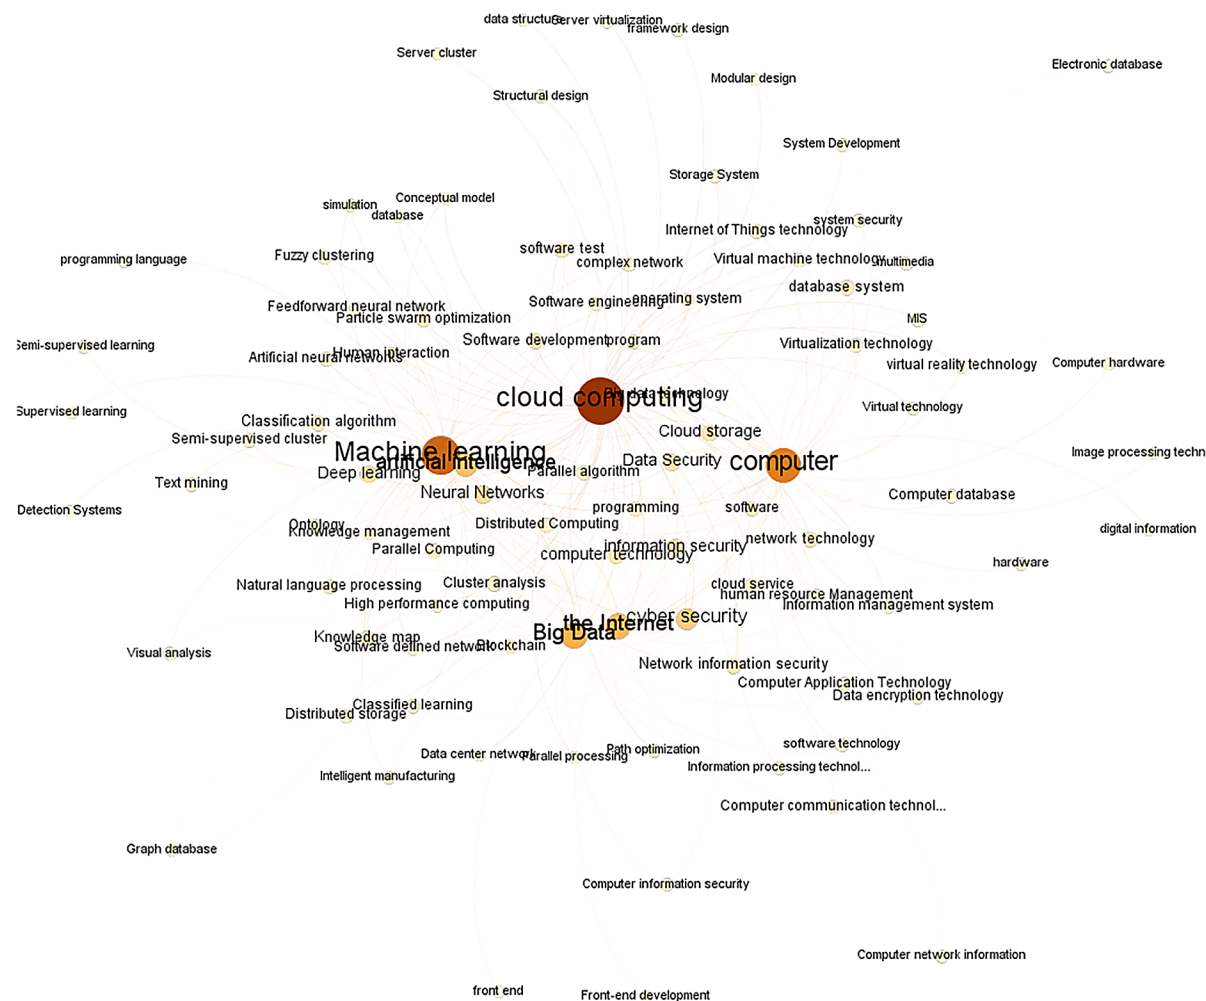 data structure
Server virtualization
framework design
Server cluster
Electronic database
Modular design
Structural design
System Development
Storage System
Conceptual model
simulation
database
system security
Internet of Things technology
software test
Fuzzy clustering
programming language
complex network
Virtual machine technology
multimedia
database system
Software engineering
operating system
Feedforward neural network
Particle swarm optimization
MIS
Software development
program
Virtualization technology
Semi-supervised learning
Human interaction
Artificial neural networks
virtual reality technology
Computer hardware
cloud computing
Big data technology
Virtual technology
Supervised learning
Classification algorithm
Cloud storage
Semi-supervised cluster
Machine learning
artificial intelligence
Data Security
computer
Image processing techn
Deep learning
Parallel algorithm
Text mining
Neural Networks
Computer database
Detection Systems
programming
software
Ontology
Knowledge management
Distributed Computing
digital information
information security
network technology
Parallel Computing
computer technology
hardware
Natural language processing
Cluster analysis
cloud service
human resource Management
High performance computing
Information management system
the Internet
cyber security
Big Data
Knowledge map
Software defined network
Blockchain
Visual analysis
Network information security
Computer Application Technology
Data encryption technology
Classified learning
Distributed storage
Data center network
Parallel processing
Path optimization
software technology
Information processing technol...
Intelligent manufacturing
Computer communication technol...
Graph database
Computer information security
Computer network information
front end
Front-end development